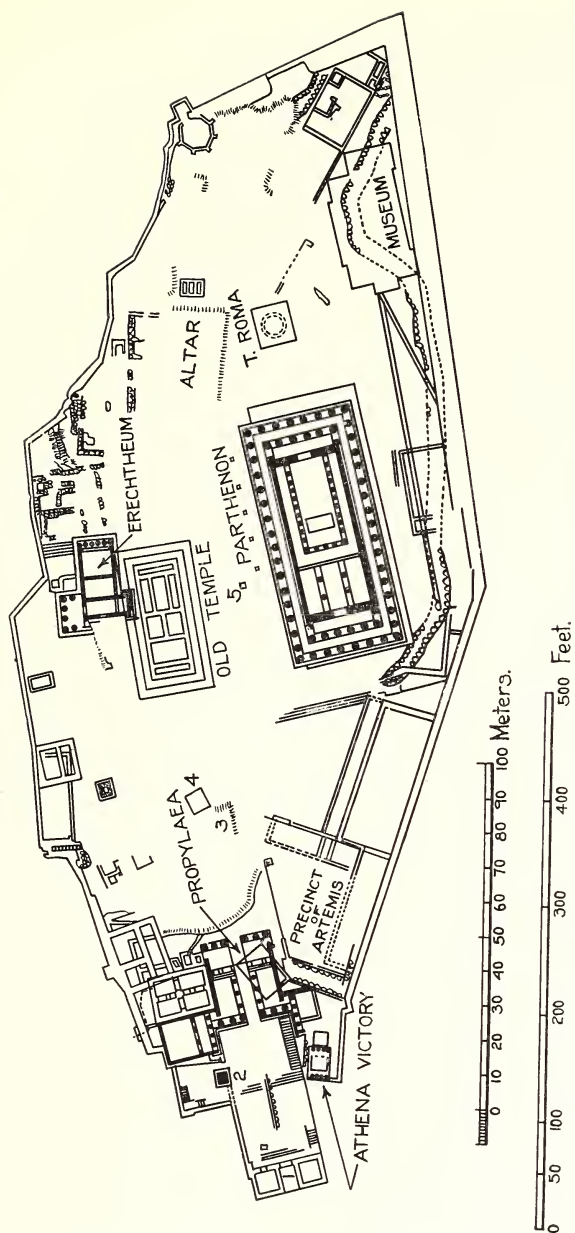 ERECHTHEUM
ALTAR
T. ROMA
MUSEUM
OLD TEMPLE
5
PARTHENON
PROPYLAEA
4
3
2
PRECINCT
OF
ARTEMIS
ATHENA VICTORY
0 10 20 30 40 50 60 70 80 90 100 Meters.
0 50 100 200 300 400 500 Feet.